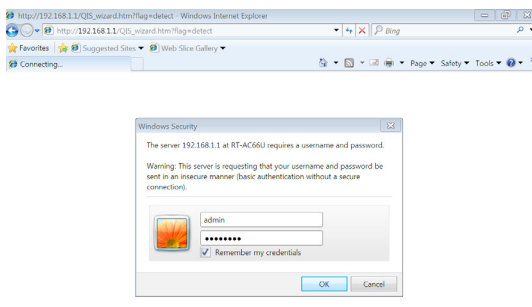 http://192.168.1.1/QIS_wizard.htm?flag=detect - Windows Internet Explorer
http://192.168.1.1/QIS_wizard.htm?flag=detect
Bing
Favorites
Suggested Sites
Web Slice Gallery
Connecting...
Page
Safety
Tools
Windows Security
The server 192.168.1.1 at RT-AC66U requires a username and password.
Warning: This server is requesting that your username and password be
sent in an insecure manner (basic authentication without a secure
connection).
admin
••••••••
Remember my credentials
OK
Cancel